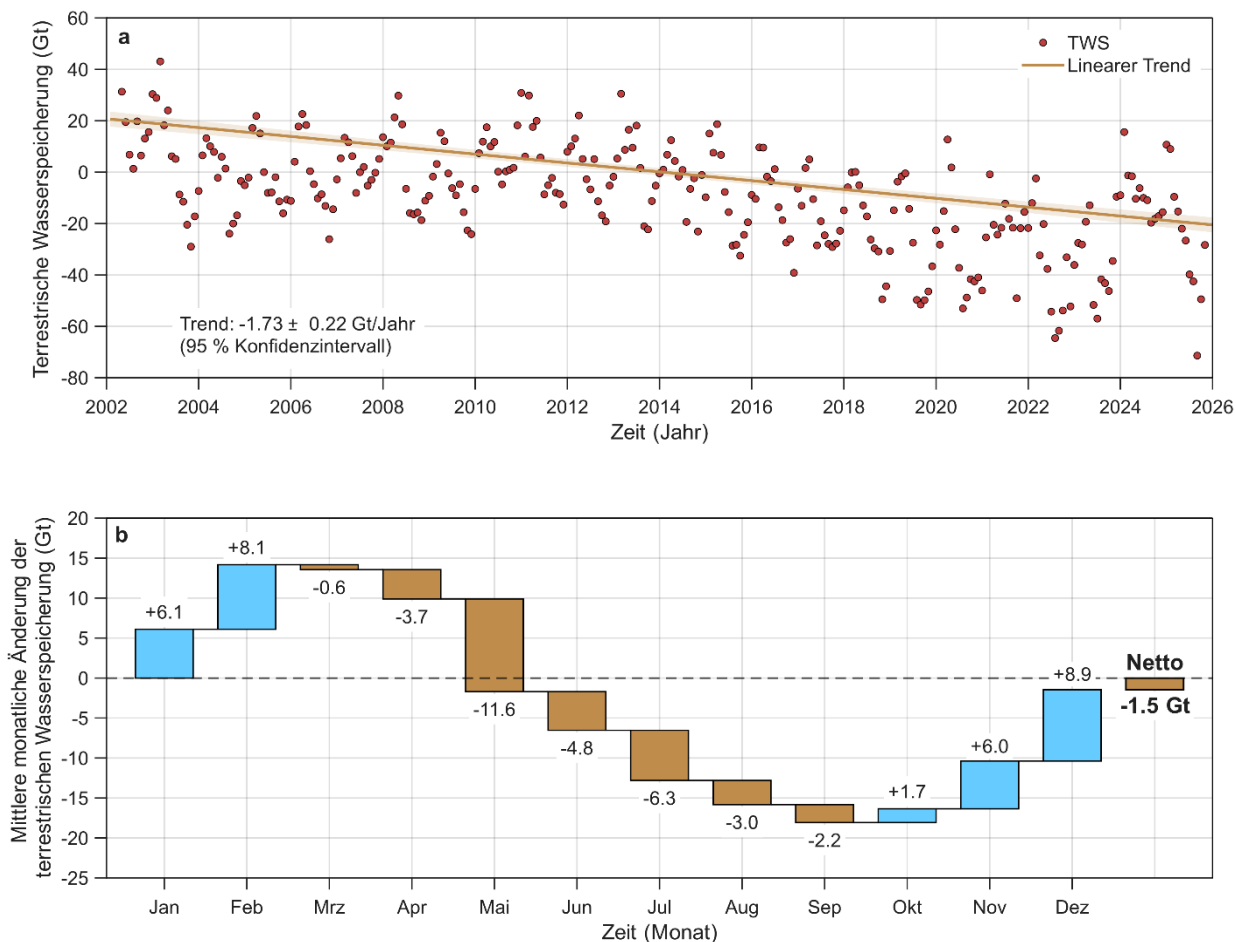 a
TWS
Linearer Trend
Terrestrische Wasserspeicherung (Gt)
60
40
20
0
-20
-40
-60
-80
Trend: -1.73 ± 0.22 Gt/Jahr
(95 % Konfidenzintervall)
2002 2004 2006 2008 2010 2012 2014 2016 2018 2020 2022 2024 2026
Zeit (Jahr)
b
Mittlere monatliche Änderung der
terrestrischen Wasserspeicherung (Gt)
20
15
10
5
0
-5
-10
-15
-20
-25
+6.1
+8.1
-0.6
-3.7
-11.6
-4.8
-6.3
-3.0
-2.2
+1.7
+6.0
+8.9
Netto
-1.5 Gt
Jan Feb Mrz Apr Mai Jun Jul Aug Sep Okt Nov Dez
Zeit (Monat)